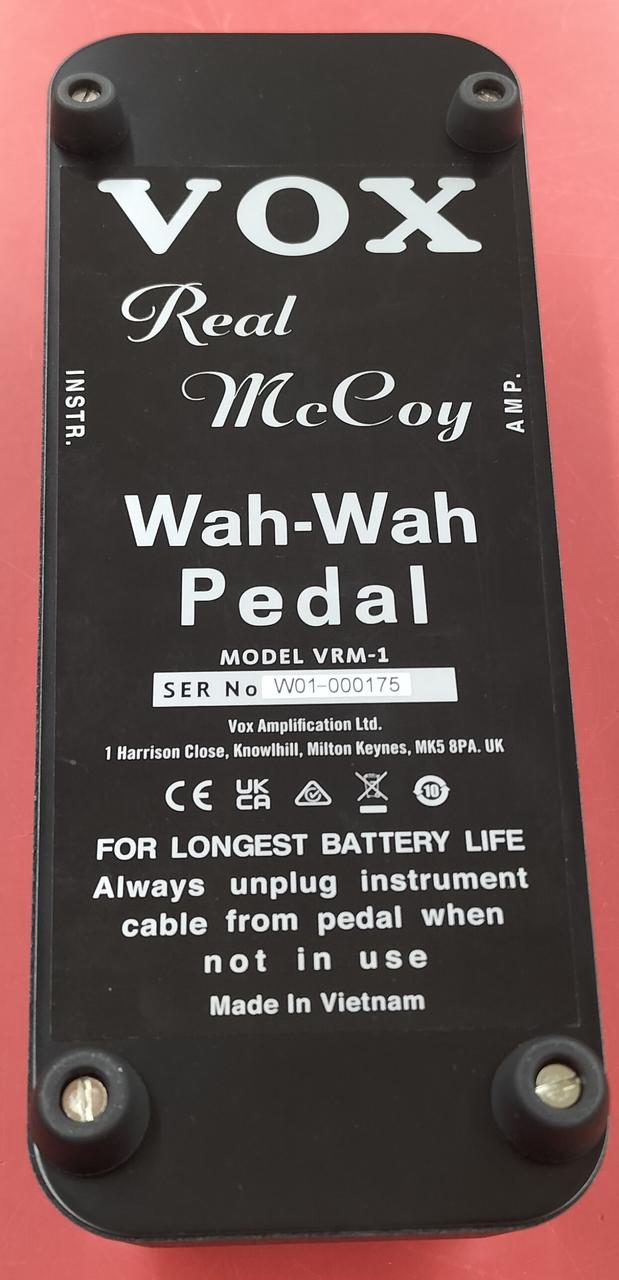 VOX
Real
McCoy
INSTR.
AMP.
Wah-Wah
Pedal
MODEL VRM-1
SER No W01-000175
Vox Amplification Ltd.
1 Harrison Close, Knowlhill, Milton Keynes, MK5 8PA. UK
CE UK CA 10
FOR LONGEST BATTERY LIFE
Always unplug instrument
cable from pedal when
not in use
Made In Vietnam